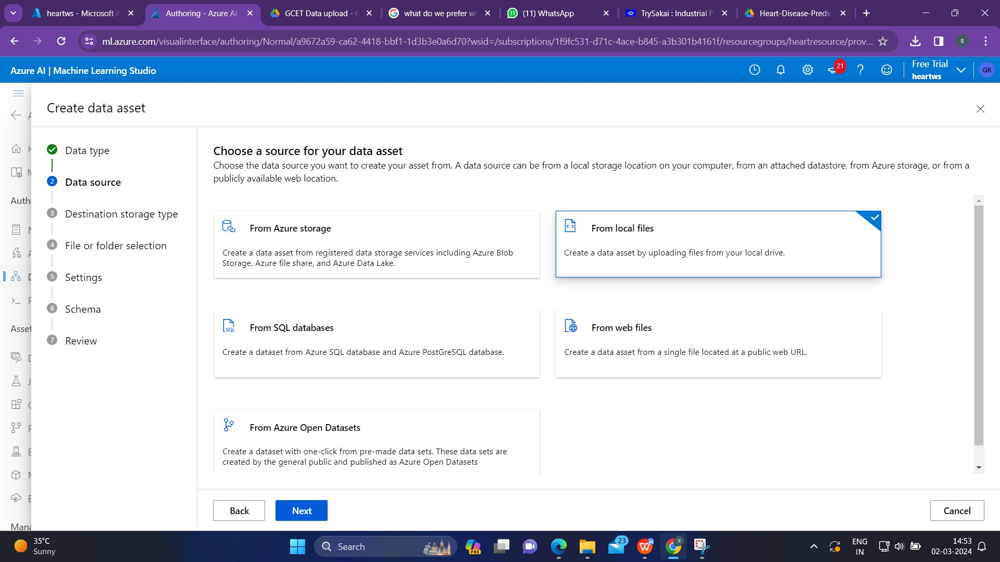 heartws - Microsoft A
Authoring - Azure AI
GCET Data upload -
what do we prefer w
(11) WhatsApp
TrySakai : Industrial P
Heart-Disease-Predic
ml.azure.com/visualinterface/authoring/Normal/a9672a59-ca62-4418-bbf1-1d3b3e0a6d70?wsid=/subscriptions/1f9fc531-d71c-4ace-b845-a3b301b4161f/resourcegroups/heartresource/prov...
S
Azure AI | Machine Learning Studio
21
Free Trial
heartws
GR
Create data asset
Data type
2 Data source
3 Destination storage type
4 File or folder selection
5 Settings
6 Schema
7 Review
Auth
Asset
Mana
Choose a source for your data asset
Choose the data source you want to create your asset from. A data source can be from a local storage location on your computer, from an attached datastore, from Azure storage, or from a
publicly available web location.
From Azure storage
Create a data asset from registered data storage services including Azure Blob
Storage, Azure file share, and Azure Data Lake.
From local files
Create a data asset by uploading files from your local drive.
SQL
From SQL databases
Create a dataset from Azure SQL database and Azure PostGreSQL database.
From web files
Create a data asset from a single file located at a public web URL.
From Azure Open Datasets
Create a dataset with one-click from pre-made data sets. These data sets are
created by the general public and published as Azure Open Datasets
Back
Next
Cancel
35°C
Sunny
Search
PRE
23
ENG
IN
14:53
02-03-2024